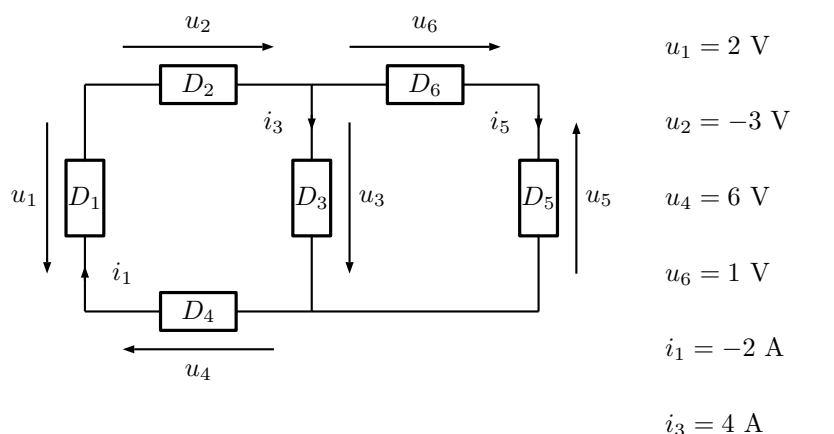 u₂ u₆
D₂ D₆
i₃ i₅
u₁ D₁ D₃ u₃ D₅ u₅
i₁
D₄
u₄
u₁ = 2 V
u₂ = −3 V
u₄ = 6 V
u₆ = 1 V
i₁ = −2 A
i₃ = 4 A